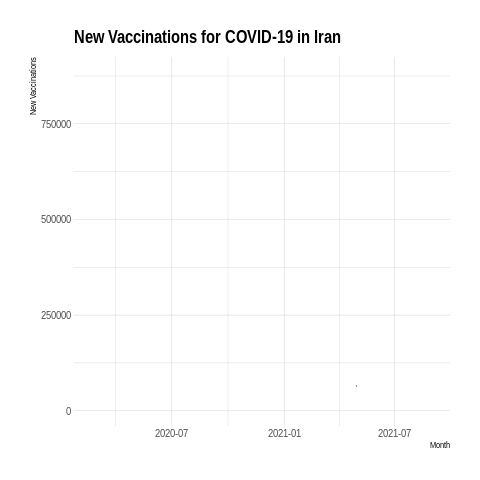 New Vaccinations for COVID-19 in Iran
New Vaccinations
750000
500000
250000
0
2020-07
2021-01
2021-07
Month